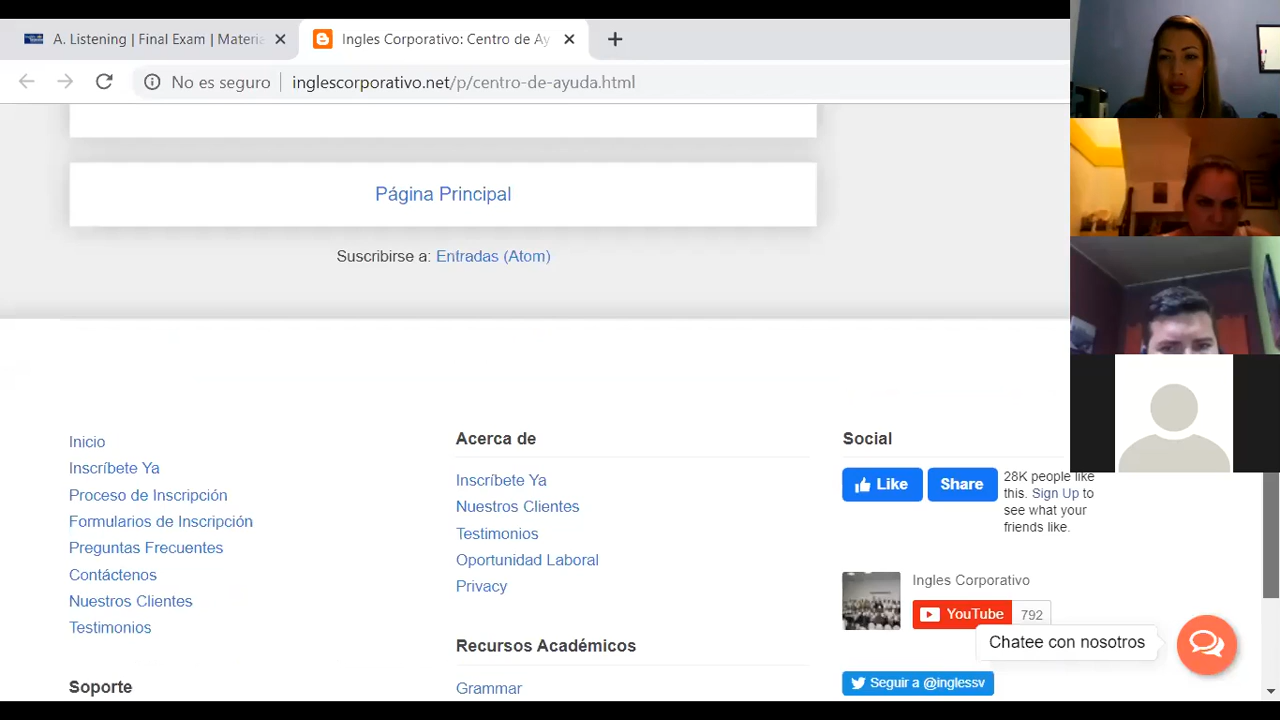 A. Listening | Final Exam | Materia
Ingles Corporativo: Centro de Ay
No es seguro
inglescorporativo.net/p/centro-de-ayuda.html
Página Principal
Suscribirse a: Entradas (Atom)
Inicio
Inscríbete Ya
Proceso de Inscripción
Formularios de Inscripción
Preguntas Frecuentes
Contáctenos
Nuestros Clientes
Testimonios
Soporte
Acerca de
Inscríbete Ya
Nuestros Clientes
Testimonios
Oportunidad Laboral
Privacy
Recursos Académicos
Grammar
Social
Like
Share
28K people like
this. Sign Up to
see what your
friends like.
Ingles Corporativo
YouTube
792
Chatee con nosotros
Seguir a @inglessv